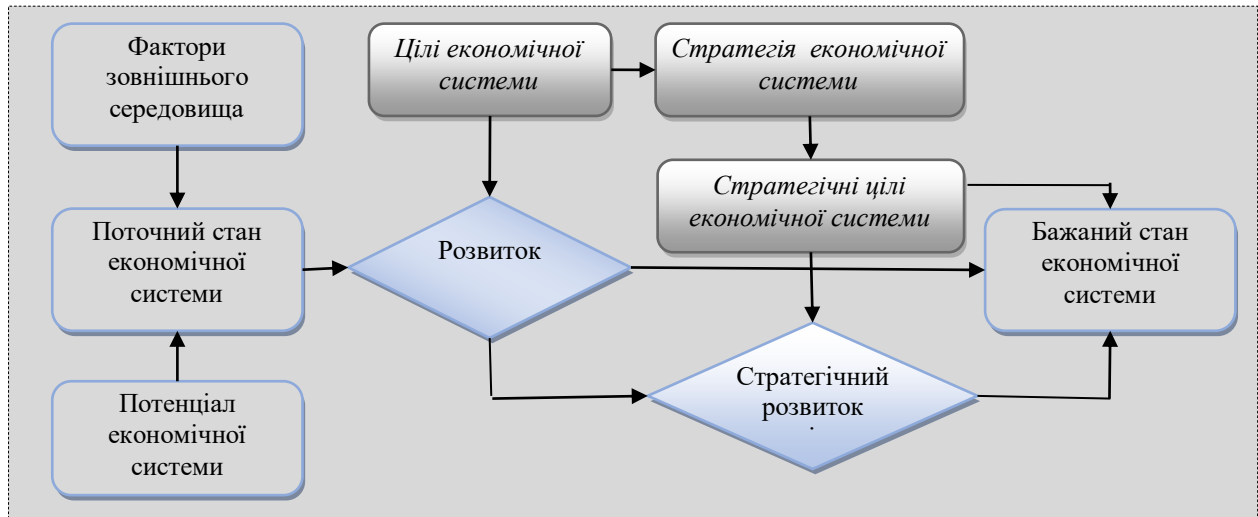 Фактори
зовнішнього
середовища
Цілі економічної
системи
Стратегія економічної
системи
Стратегічні цілі
економічної системи
Поточний стан
економічної
системи
Розвиток
Бажаний стан
економічної
системи
Потенціал
економічної
системи
Стратегічний
розвиток
.